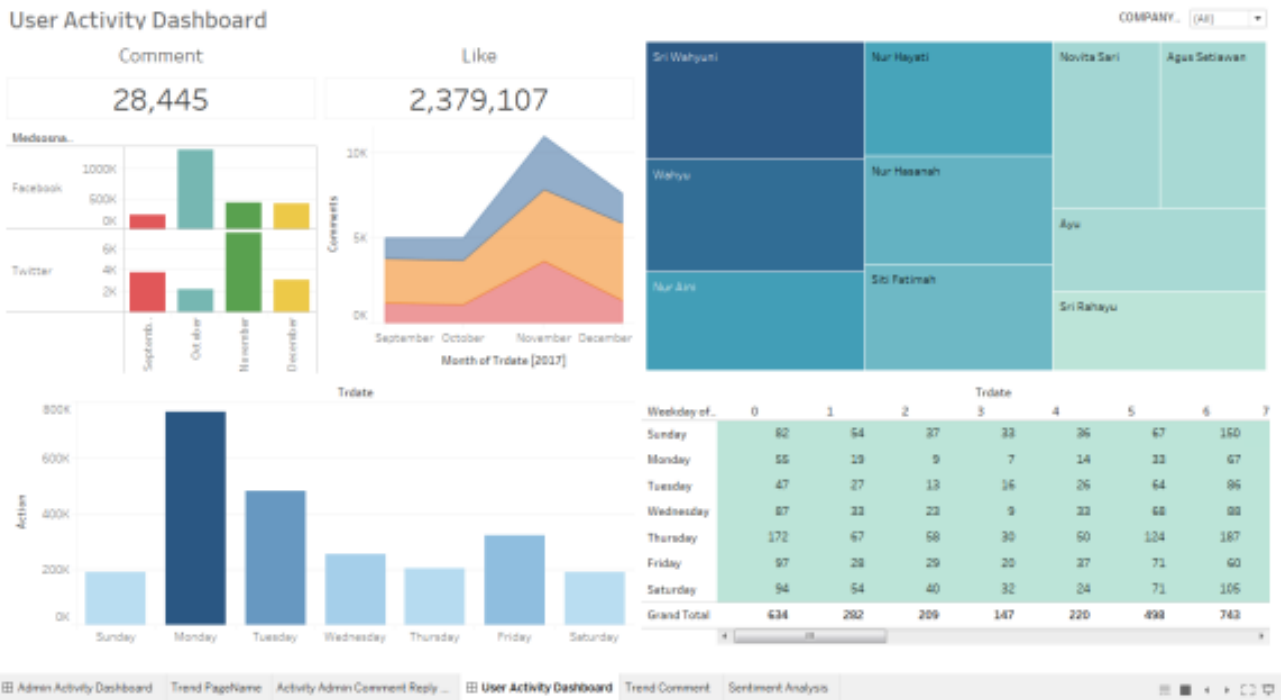 User Activity Dashboard
COMPANY.. (All)
Comment
28,445
Like
2,379,107
Medsosna..
Facebook
1000K
500K
0K
Twitter
6K
4K
2K
Septemb..
October
November
December
Comments
10K
5K
0K
September October November December
Month of Trdate [2017]
Sri Wahyuni
Wahyu
Nur Aini
Nur Hayati
Nur Hasanah
Siti Fatimah
Novita Sari
Agus Setiawan
Ayu
Sri Rahayu
Trdate
Action
800K
600K
400K
200K
0K
Sunday Monday Tuesday Wednesday Thursday Friday Saturday
Trdate
Weekday of.. 0 1 2 3 4 5 6 7
Sunday 82 54 37 33 36 67 150
Monday 55 19 9 7 14 33 67
Tuesday 47 27 13 16 26 64 86
Wednesday 87 33 23 9 33 68 88
Thursday 172 67 58 30 50 124 187
Friday 97 28 29 20 37 71 60
Saturday 94 54 40 32 24 71 105
Grand Total 634 282 209 147 220 498 743
Admin Activity Dashboard Trend PageName Activity Admin Comment Reply ... User Activity Dashboard Trend Comment Sentiment Analysis